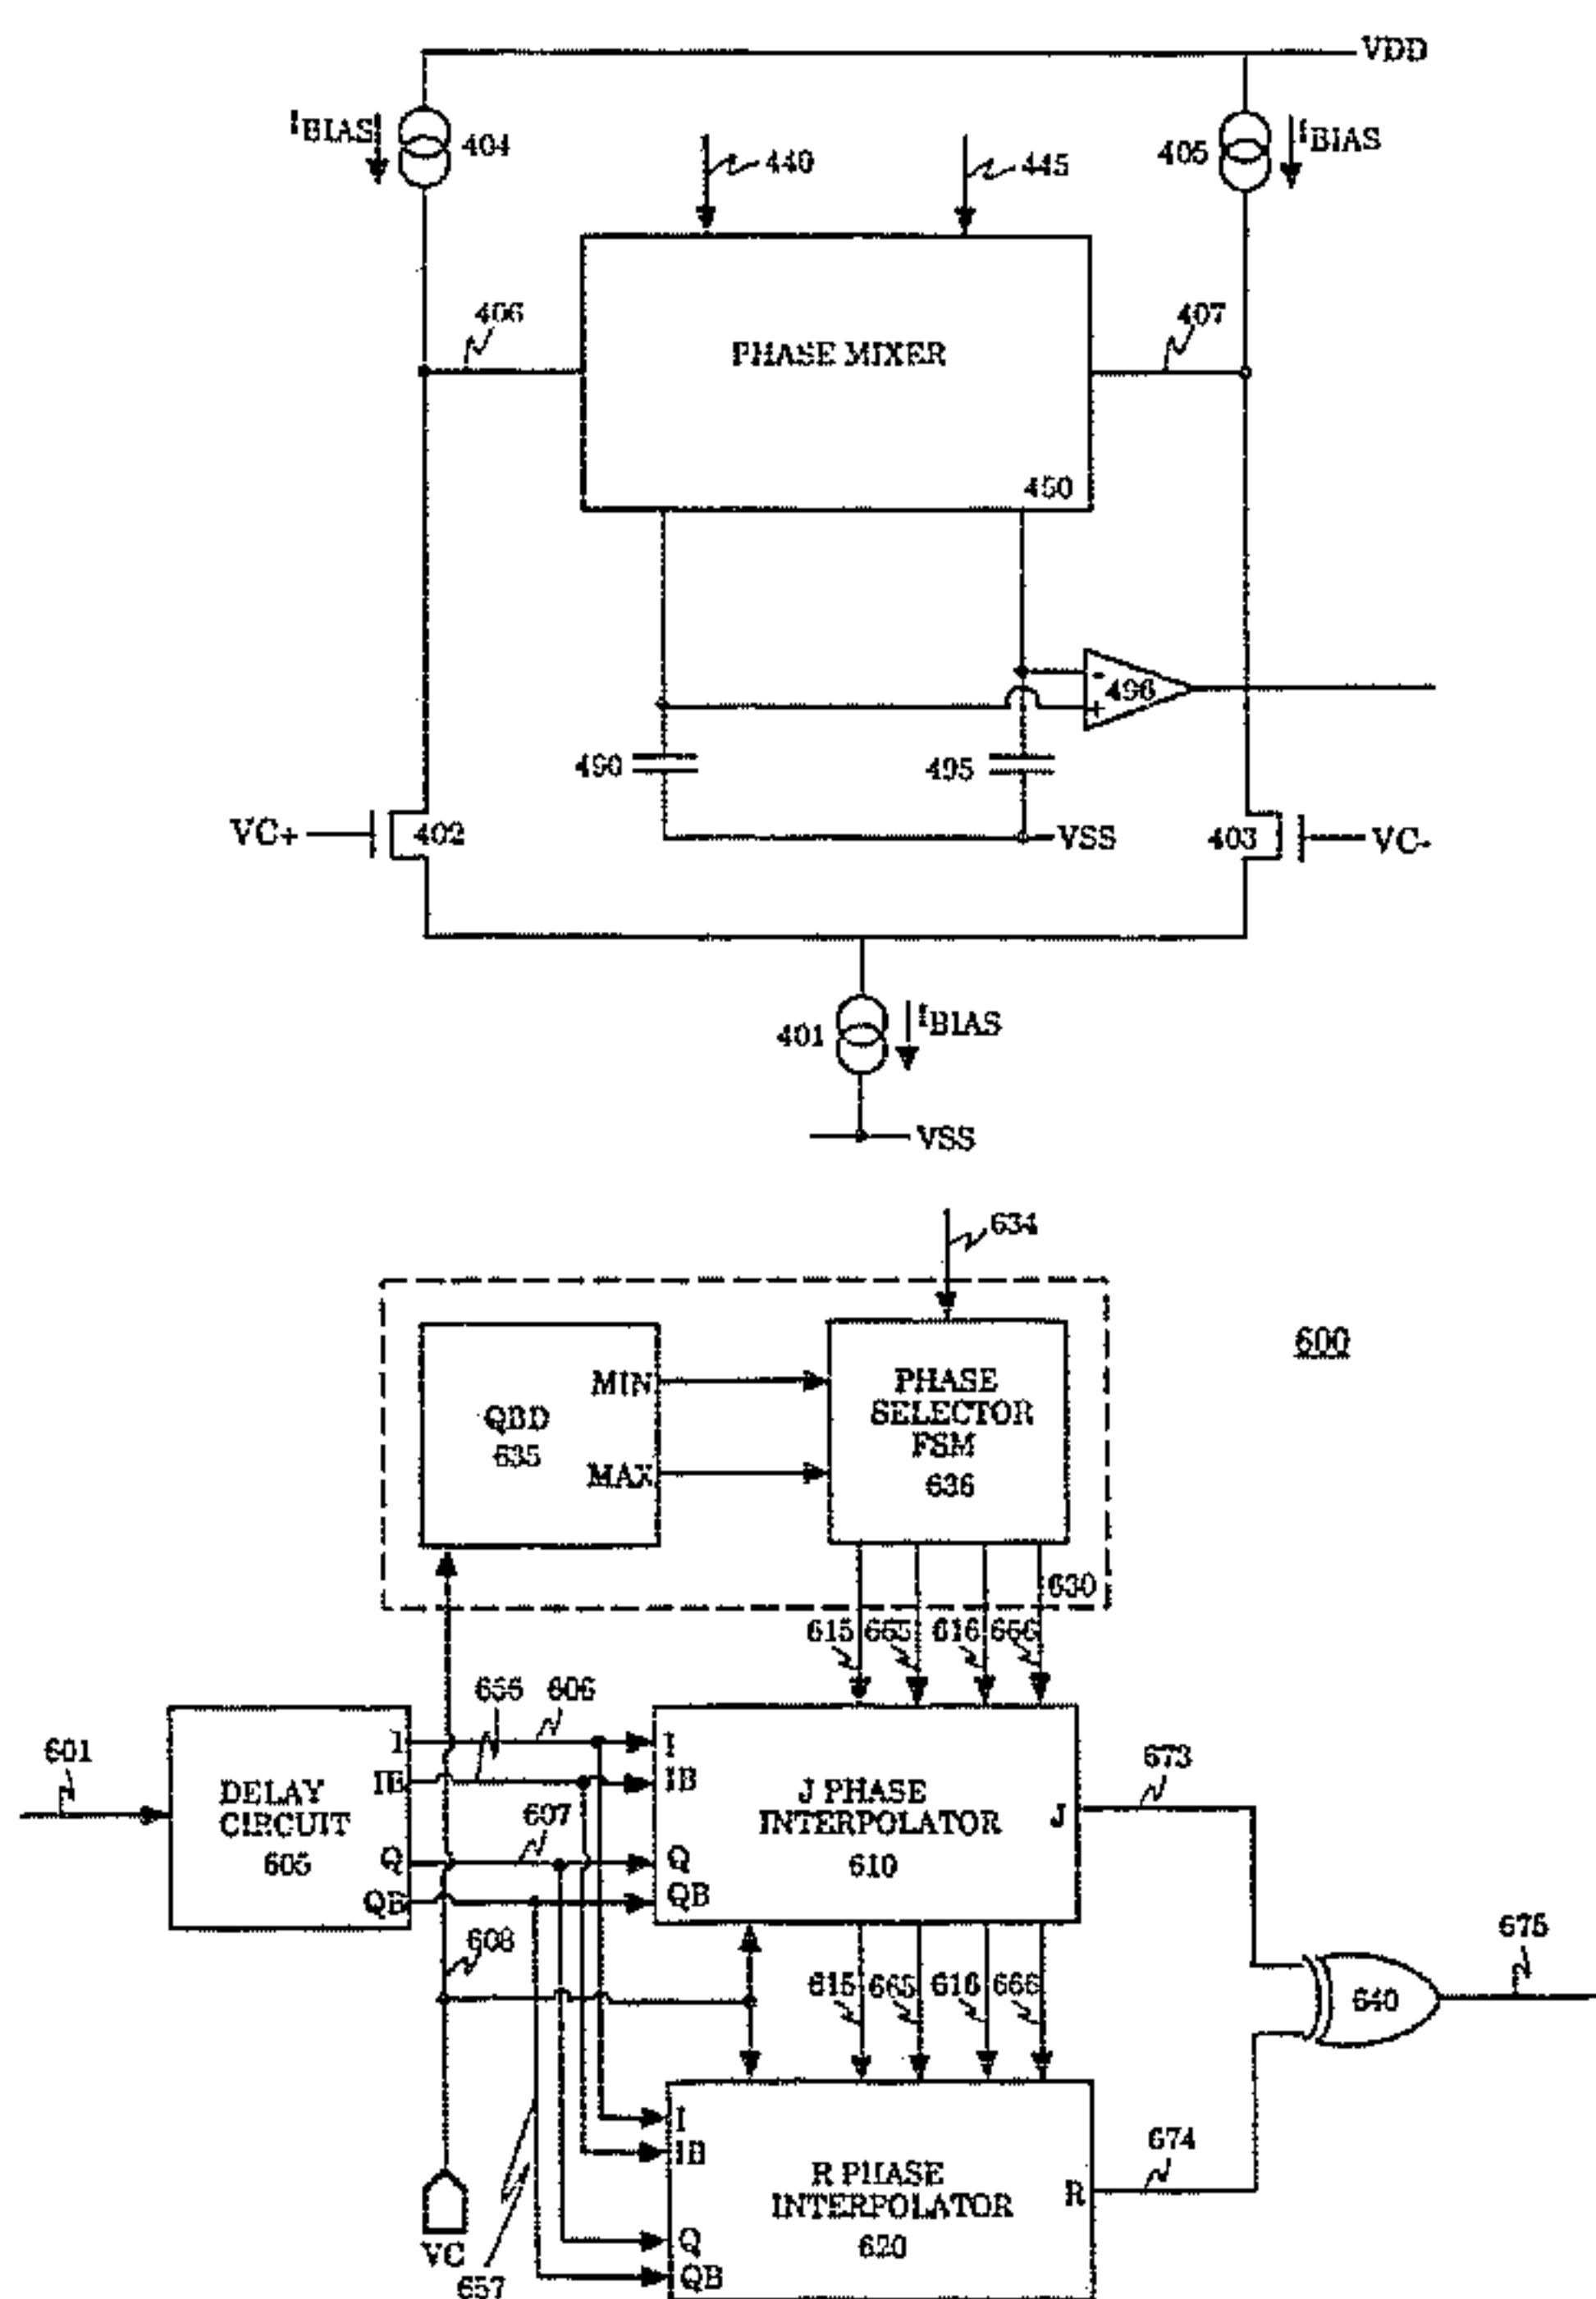 VDD
IBIAS
404
440
445
405
IBIAS
406
PHASE MIXER
407
450
496
-
+
490
495
VC+
402
VSS
403
VC-
401
IBIAS
VSS
634
600
MIN
QBD
635
MAX
PHASE
SELECTOR
FSM
636
630
615
665
616
666
601
655
606
I
IB
DELAY
CIRCUIT
605
607
Q
QB
I
IB
J PHASE
INTERPOLATOR
610
J
Q
QB
673
608
615
665
616
666
675
640
I
IB
R PHASE
INTERPOLATOR
620
R
674
Q
QB
VC
657